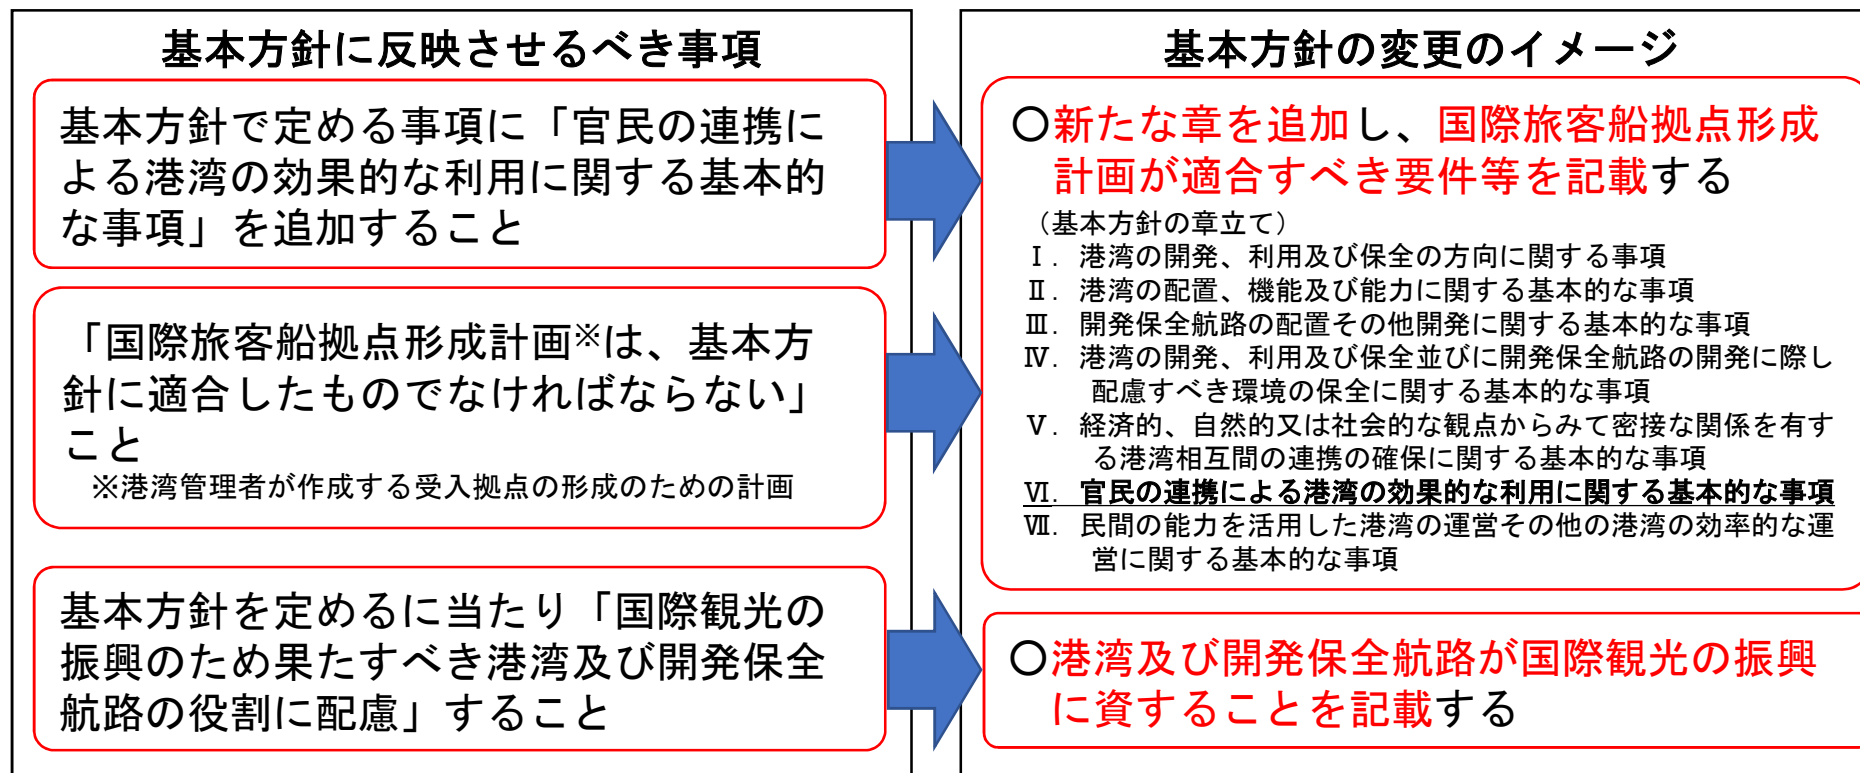 基本方針に反映させるべき事項
基本方針で定める事項に「官民の連携に
よる港湾の効果的な利用に関する基本的
な事項」を追加すること
「国際旅客船拠点形成計画※は、基本方
針に適合したものでなければならない」
こと
※港湾管理者が作成する受入拠点の形成のための計画
基本方針を定めるに当たり「国際観光の
振興のため果たすべき港湾及び開発保全
航路の役割に配慮」すること
基本方針の変更のイメージ
○新たな章を追加し、国際旅客船拠点形成
計画が適合すべき要件等を記載する
（基本方針の章立て）
Ⅰ．港湾の開発、利用及び保全の方向に関する事項
Ⅱ．港湾の配置、機能及び能力に関する基本的な事項
Ⅲ．開発保全航路の配置その他開発に関する基本的な事項
Ⅳ．港湾の開発、利用及び保全並びに開発保全航路の開発に際し
配慮すべき環境の保全に関する基本的な事項
Ⅴ．経済的、自然的又は社会的な観点からみて密接な関係を有す
る港湾相互間の連携の確保に関する基本的な事項
Ⅵ．官民の連携による港湾の効果的な利用に関する基本的な事項
Ⅶ．民間の能力を活用した港湾の運営その他の港湾の効率的な運
営に関する基本的な事項
○港湾及び開発保全航路が国際観光の振興
に資することを記載する